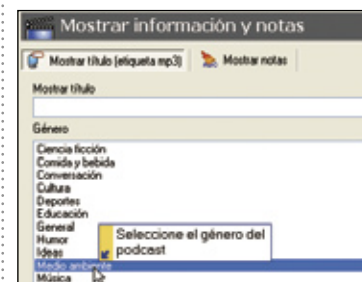 Mostrar información y notas
Mostrar título (etiqueta mp3) Mostrar notas
Mostrar título
Género
Ciencia ficción
Comida y bebida
Conversación
Cultura
Deportes
Educación
General
Humor
Ideas
Medio ambiente
Música
Seleccione el género del
podcast